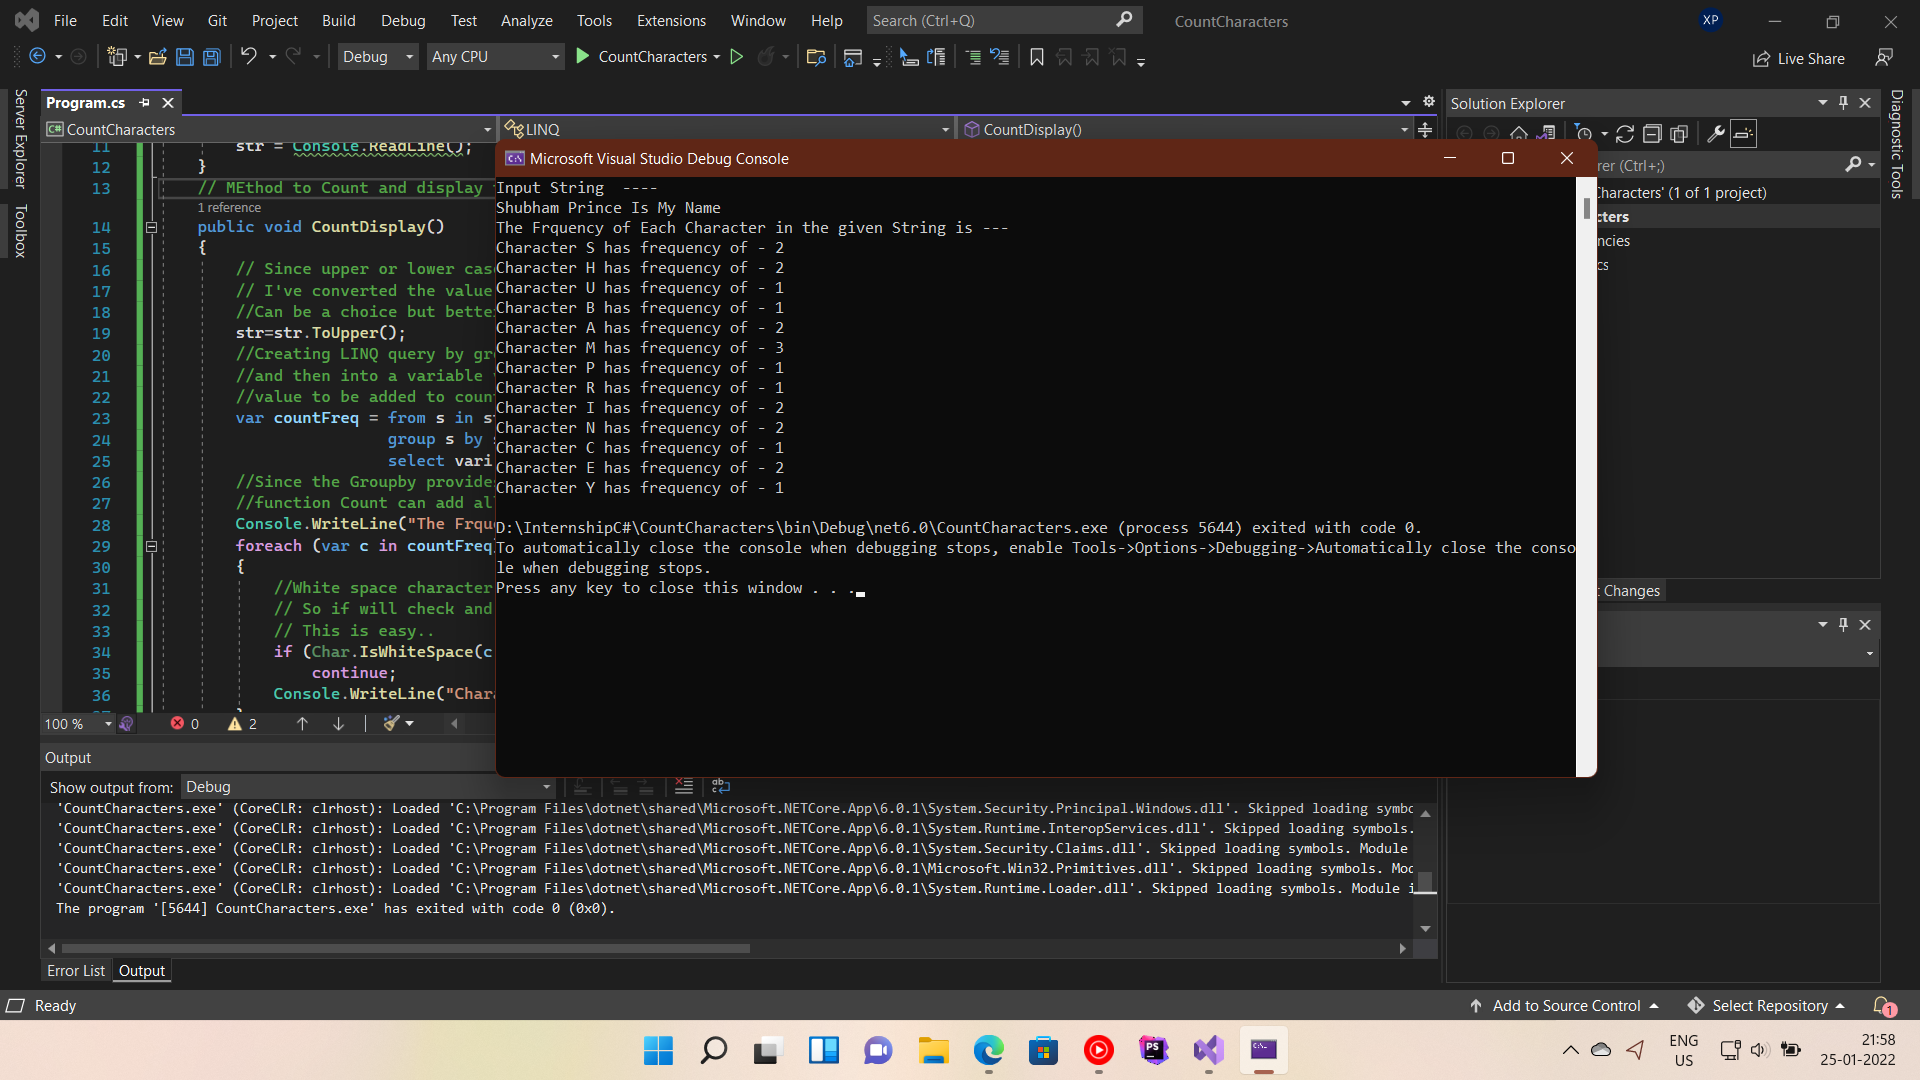 File Edit View Git Project Build Debug Test Analyze Tools Extensions Window Help Search (Ctrl+Q) CountCharacters XP
Debug Any CPU CountCharacters Live Share
Server Explorer
Toolbox
Program.cs
CountCharacters LINQ CountDisplay()
11 str = Console.ReadLine();
12 }
13 // MEthod to Count and display
1 reference
14 public void CountDisplay()
15 {
16 // Since upper or lower cas
17 // I've converted the value
18 //Can be a choice but bette
19 str=str.ToUpper();
20 //Creating LINQ query by gr
21 //and then into a variable
22 //value to be added to coun
23 var countFreq = from s in s
24 group s by
25 select vari
26 //Since the Groupby provide
27 //function Count can add al
28 Console.WriteLine("The Frqu
29 foreach (var c in countFreq
30 {
31 //White space character
32 // So if will check and
33 // This is easy..
34 if (Char.IsWhiteSpace(c
35 continue;
36 Console.WriteLine("Char
100 % 0 2
Microsoft Visual Studio Debug Console
Input String ----
Shubham Prince Is My Name
The Frquency of Each Character in the given String is ---
Character S has frequency of - 2
Character H has frequency of - 2
Character U has frequency of - 1
Character B has frequency of - 1
Character A has frequency of - 2
Character M has frequency of - 3
Character P has frequency of - 1
Character R has frequency of - 1
Character I has frequency of - 2
Character N has frequency of - 2
Character C has frequency of - 1
Character E has frequency of - 2
Character Y has frequency of - 1
D:\InternshipC#\CountCharacters\bin\Debug\net6.0\CountCharacters.exe (process 5644) exited with code 0.
To automatically close the console when debugging stops, enable Tools->Options->Debugging->Automatically close the conso
le when debugging stops.
Press any key to close this window . . .
Solution Explorer
rer (Ctrl+;)
Characters' (1 of 1 project)
cters
ncies
cs
t Changes
Diagnostic Tools
Output
Show output from: Debug
'CountCharacters.exe' (CoreCLR: clrhost): Loaded 'C:\Program Files\dotnet\shared\Microsoft.NETCore.App\6.0.1\System.Security.Principal.Windows.dll'. Skipped loading symbo
'CountCharacters.exe' (CoreCLR: clrhost): Loaded 'C:\Program Files\dotnet\shared\Microsoft.NETCore.App\6.0.1\System.Runtime.InteropServices.dll'. Skipped loading symbols.
'CountCharacters.exe' (CoreCLR: clrhost): Loaded 'C:\Program Files\dotnet\shared\Microsoft.NETCore.App\6.0.1\System.Security.Claims.dll'. Skipped loading symbols. Module
'CountCharacters.exe' (CoreCLR: clrhost): Loaded 'C:\Program Files\dotnet\shared\Microsoft.NETCore.App\6.0.1\Microsoft.Win32.Primitives.dll'. Skipped loading symbols. Mod
'CountCharacters.exe' (CoreCLR: clrhost): Loaded 'C:\Program Files\dotnet\shared\Microsoft.NETCore.App\6.0.1\System.Runtime.Loader.dll'. Skipped loading symbols. Module i
The program '[5644] CountCharacters.exe' has exited with code 0 (0x0).
Error List Output
Ready Add to Source Control Select Repository 1
PS
ENG
US
21:58
25-01-2022